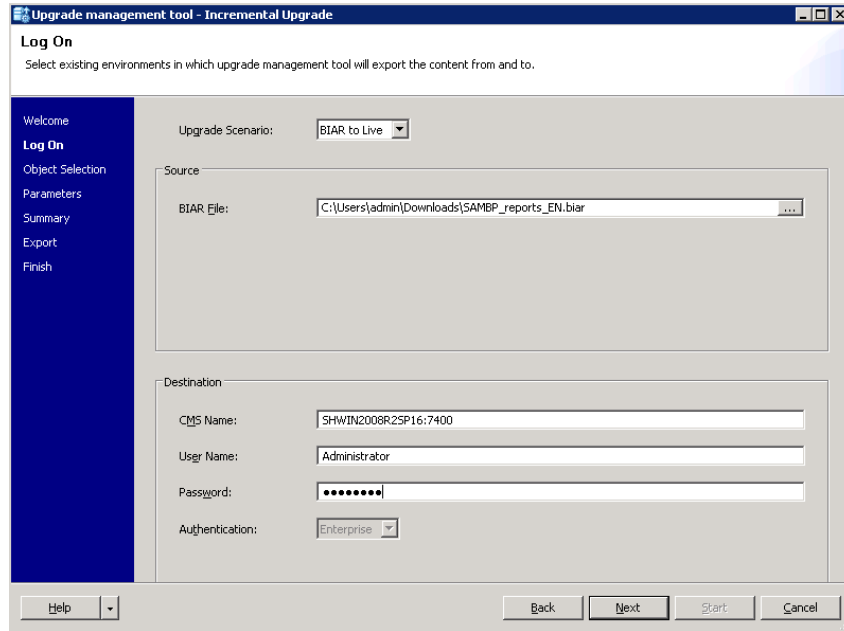 Upgrade management tool - Incremental Upgrade
Log On
Select existing environments in which upgrade management tool will export the content from and to.
Welcome
Log On
Object Selection
Parameters
Summary
Export
Finish
Upgrade Scenario: BIAR to Live
Source
BIAR File: C:\Users\admin\Downloads\SAMBP_reports_EN.biar ...
Destination
CMS Name: SHWIN2008R2SP16:7400
User Name: Administrator
Password: ●●●●●●●●
Authentication: Enterprise
Help Back Next Start Cancel